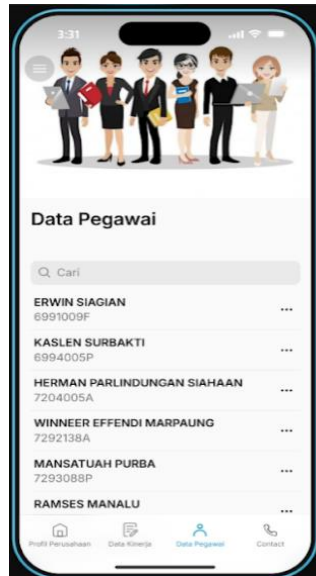 3:31
Data Pegawai
Cari
ERWIN SIAGIAN
6991009F
KASLEN SURBAKTI
6994005P
HERMAN PARLINDUNGAN SIAHAAN
7204005A
WINNEER EFFENDI MARPAUNG
7292138A
MANSATUAH PURBA
7293088P
RAMSES MANALU
Profil Perusahaan Data Kinerja Data Pegawai Contact